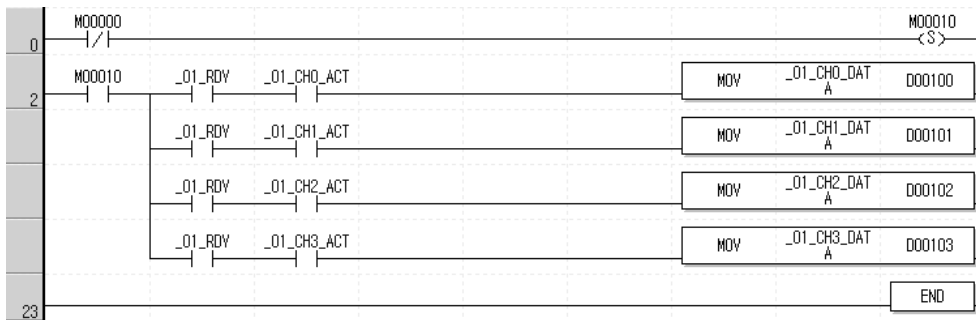 M00000 M00010
0 (S)
M00010 _01_RDY _01_CH0_ACT MOV _01_CH0_DAT D00100
2 A
_01_RDY _01_CH1_ACT MOV _01_CH1_DAT D00101
A
_01_RDY _01_CH2_ACT MOV _01_CH2_DAT D00102
A
_01_RDY _01_CH3_ACT MOV _01_CH3_DAT D00103
A
END
23